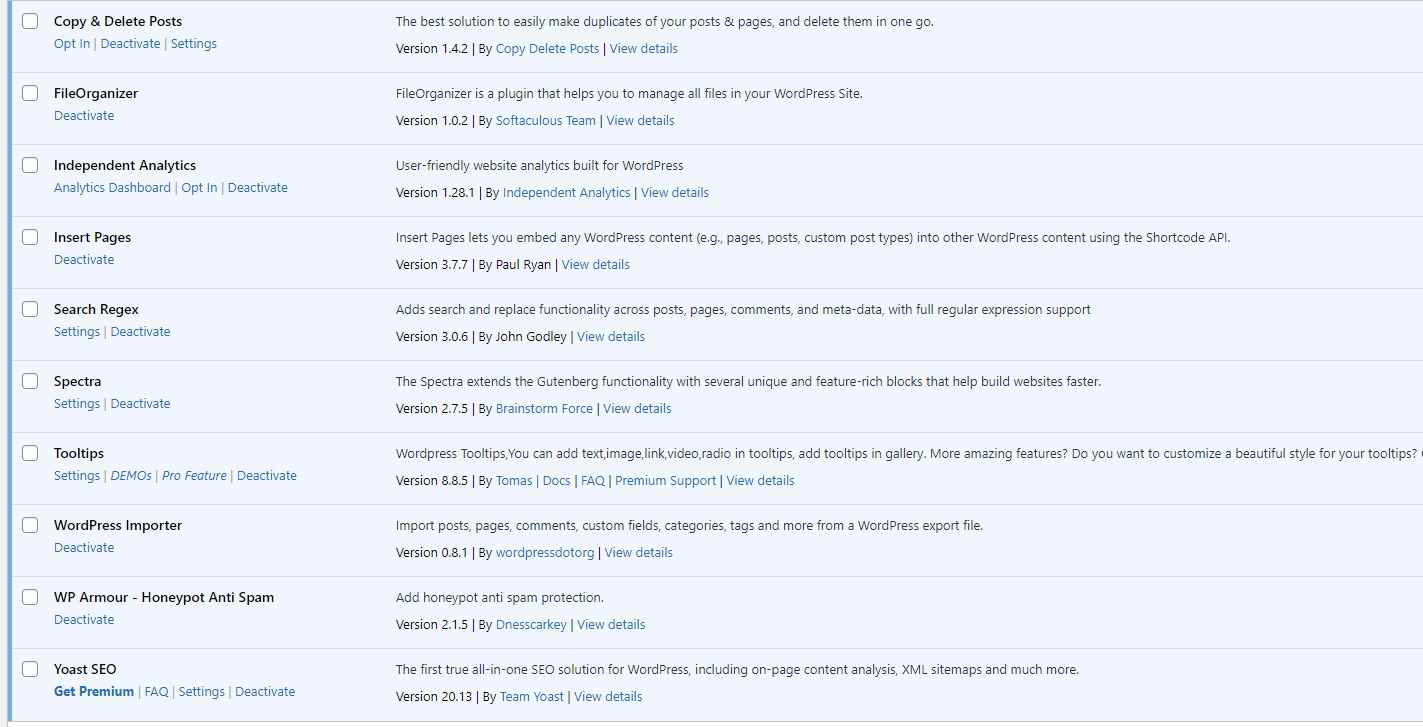 Copy & Delete Posts
The best solution to easily make duplicates of your posts & pages, and delete them in one go.
Opt In | Deactivate | Settings
Version 1.4.2 | By Copy Delete Posts | View details
FileOrganizer
FileOrganizer is a plugin that helps you to manage all files in your WordPress Site.
Deactivate
Version 1.0.2 | By Softaculous Team | View details
Independent Analytics
User-friendly website analytics built for WordPress
Analytics Dashboard | Opt In | Deactivate
Version 1.28.1 | By Independent Analytics | View details
Insert Pages
Insert Pages lets you embed any WordPress content (e.g., pages, posts, custom post types) into other WordPress content using the Shortcode API.
Deactivate
Version 3.7.7 | By Paul Ryan | View details
Search Regex
Adds search and replace functionality across posts, pages, comments, and meta-data, with full regular expression support
Settings | Deactivate
Version 3.0.6 | By John Godley | View details
Spectra
The Spectra extends the Gutenberg functionality with several unique and feature-rich blocks that help build websites faster.
Settings | Deactivate
Version 2.7.5 | By Brainstorm Force | View details
Tooltips
Wordpress Tooltips,You can add text,image,link,video,radio in tooltips, add tooltips in gallery. More amazing features? Do you want to customize a beautiful style for your tooltips?
Settings | DEMOs | Pro Feature | Deactivate
Version 8.8.5 | By Tomas | Docs | FAQ | Premium Support | View details
WordPress Importer
Import posts, pages, comments, custom fields, categories, tags and more from a WordPress export file.
Deactivate
Version 0.8.1 | By wordpressdotorg | View details
WP Armour - Honeypot Anti Spam
Add honeypot anti spam protection.
Deactivate
Version 2.1.5 | By Dnesscarkey | View details
Yoast SEO
The first true all-in-one SEO solution for WordPress, including on-page content analysis, XML sitemaps and much more.
Get Premium | FAQ | Settings | Deactivate
Version 20.13 | By Team Yoast | View details